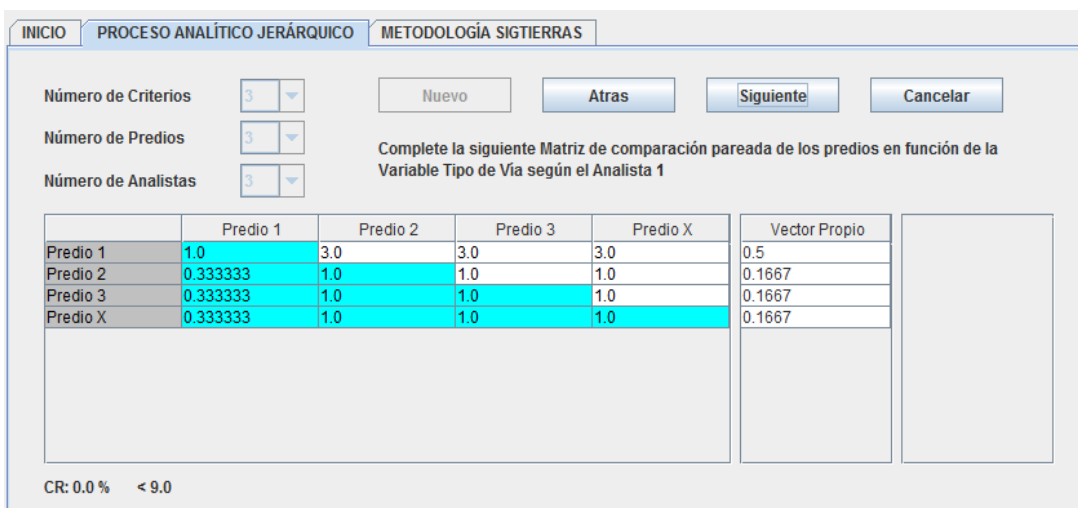 INICIO PROCESO ANALÍTICO JERÁRQUICO METODOLOGÍA SIGTIERRAS
Número de Criterios 3 Nuevo Atras Siguiente Cancelar
Número de Predios 3
Complete la siguiente Matriz de comparación pareada de los predios en función de la
Variable Tipo de Vía según el Analista 1
Número de Analistas 3
Predio 1 Predio 2 Predio 3 Predio X Vector Propio
Predio 1 1.0 3.0 3.0 3.0 0.5
Predio 2 0.333333 1.0 1.0 1.0 0.1667
Predio 3 0.333333 1.0 1.0 1.0 0.1667
Predio X 0.333333 1.0 1.0 1.0 0.1667
CR: 0.0 % < 9.0